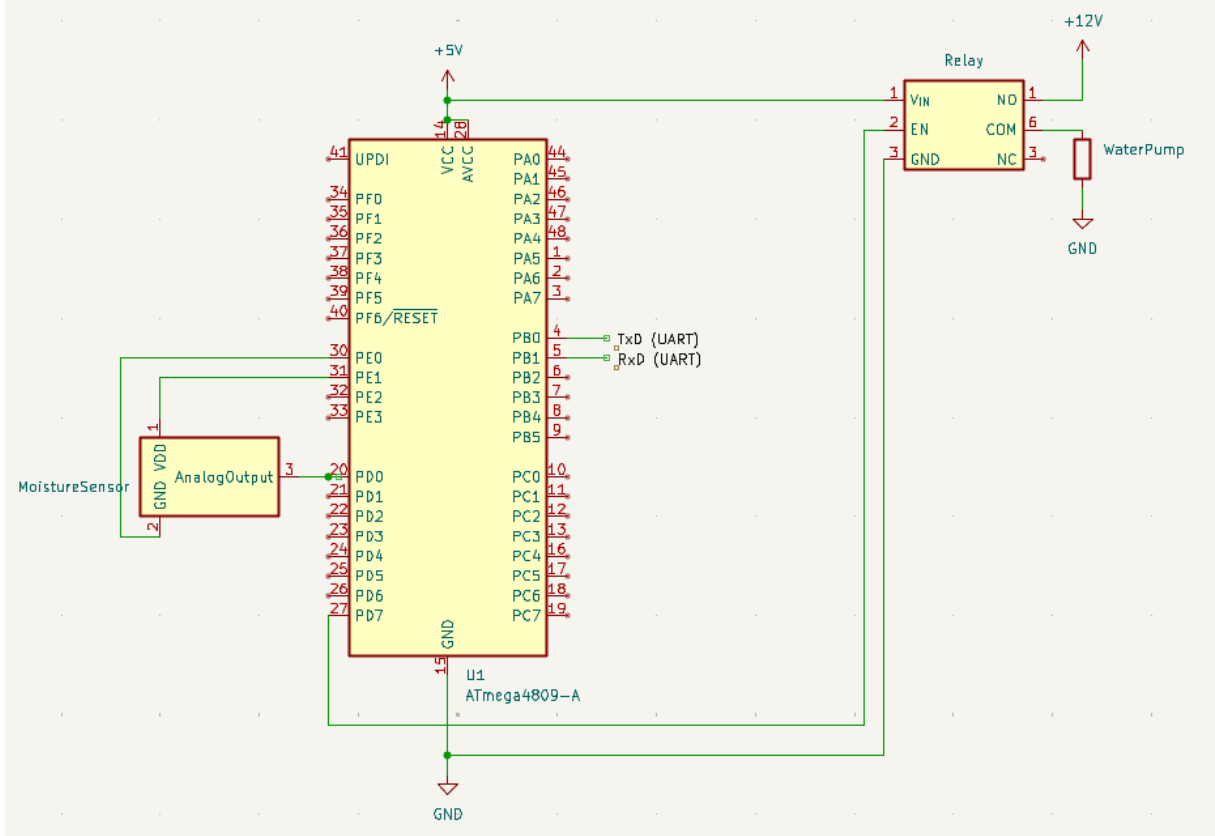 +5V
+12V
Relay
1 VIN NO 1
2 EN COM 6
3 GND NC 3
WaterPump
GND
14 28
VCC AVCC
41 UPDI PA0 44
PA1 45
34 PF0 PA2 46
35 PF1 PA3 47
36 PF2 PA4 48
37 PF3 PA5 1
38 PF4 PA6 2
39 PF5 PA7 3
40 PF6/RESET
PB0 4 TxD (UART)
30 PE0 PB1 5 RxD (UART)
31 PE1 PB2 6
32 PE2 PB3 7
33 PE3 PB4 8
PB5 9
MoistureSensor
1
VDD
GND
2
AnalogOutput 3
20 PD0 PC0 10
21 PD1 PC1 11
22 PD2 PC2 12
23 PD3 PC3 13
24 PD4 PC4 16
25 PD5 PC5 17
26 PD6 PC6 18
27 PD7 PC7 19
GND
15
U1
ATmega4809-A
GND